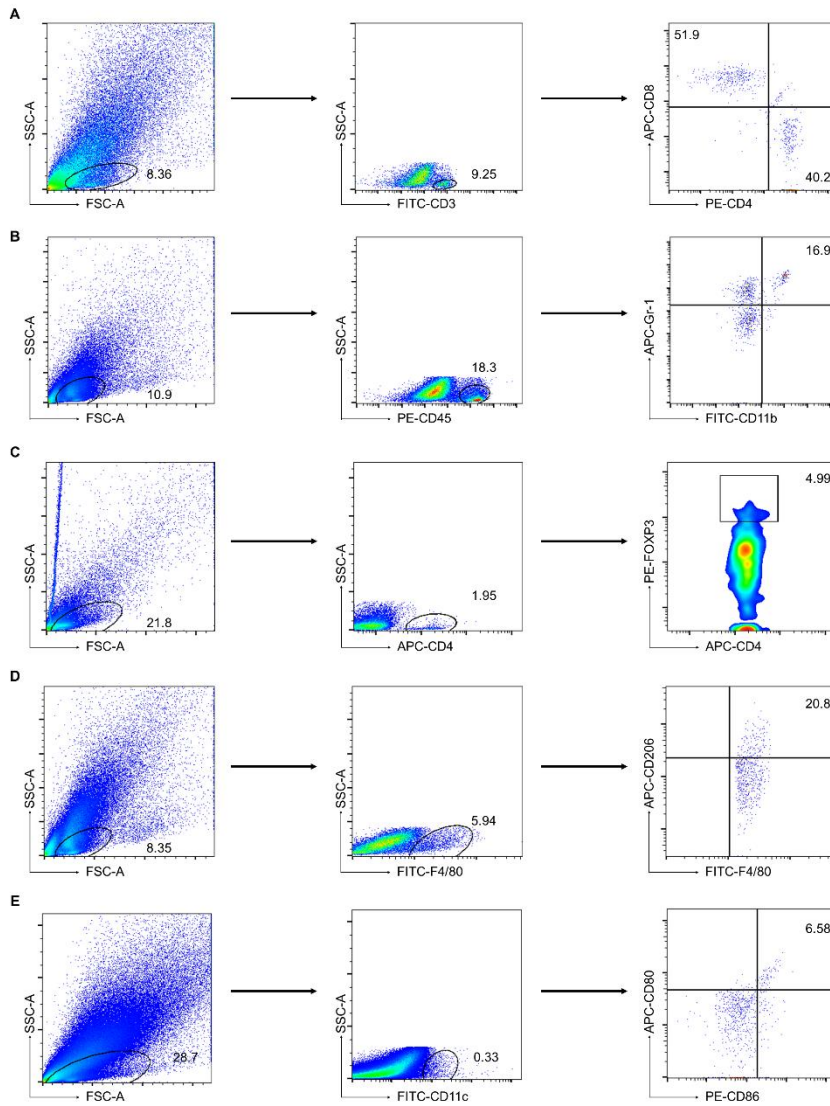 A
SSC-A
8.36
FSC-A
SSC-A
9.25
FITC-CD3
51.9
APC-CD8
40.2
PE-CD4
B
SSC-A
10.9
FSC-A
SSC-A
18.3
PE-CD45
16.9
APC-Gr-1
FITC-CD11b
C
SSC-A
21.8
FSC-A
SSC-A
1.95
APC-CD4
4.99
PE-FOXP3
APC-CD4
D
SSC-A
8.35
FSC-A
SSC-A
5.94
FITC-F4/80
20.8
APC-CD206
FITC-F4/80
E
SSC-A
28.7
FSC-A
SSC-A
0.33
FITC-CD11c
6.58
APC-CD80
PE-CD86